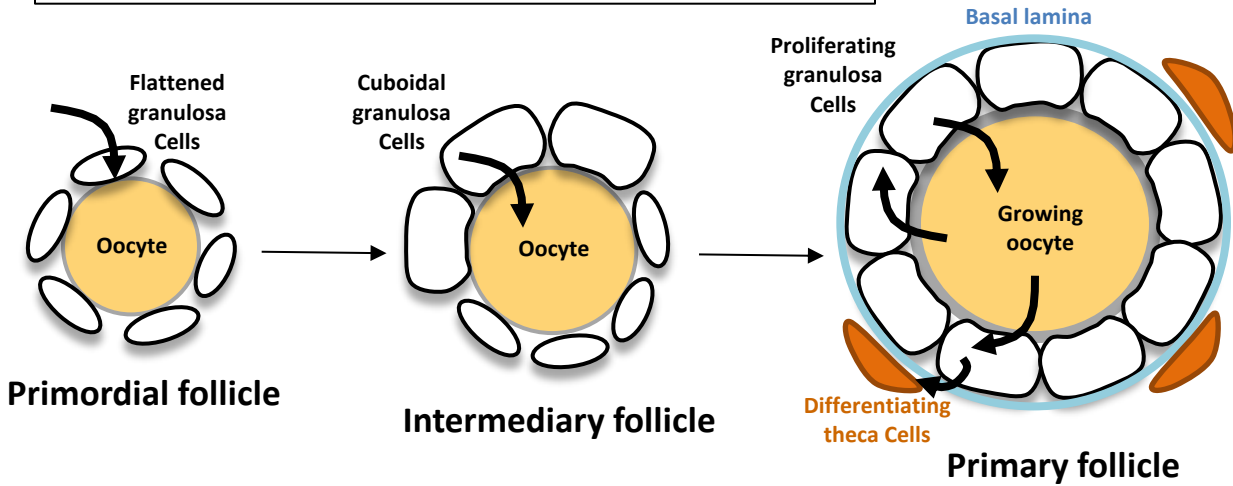 Basal lamina
Flattened
granulosa
Cells
Cuboidal
granulosa
Cells
Proliferating
granulosa
Cells
Oocyte
Oocyte
Growing
oocyte
Primordial follicle
Intermediary follicle
Differentiating
theca Cells
Primary follicle